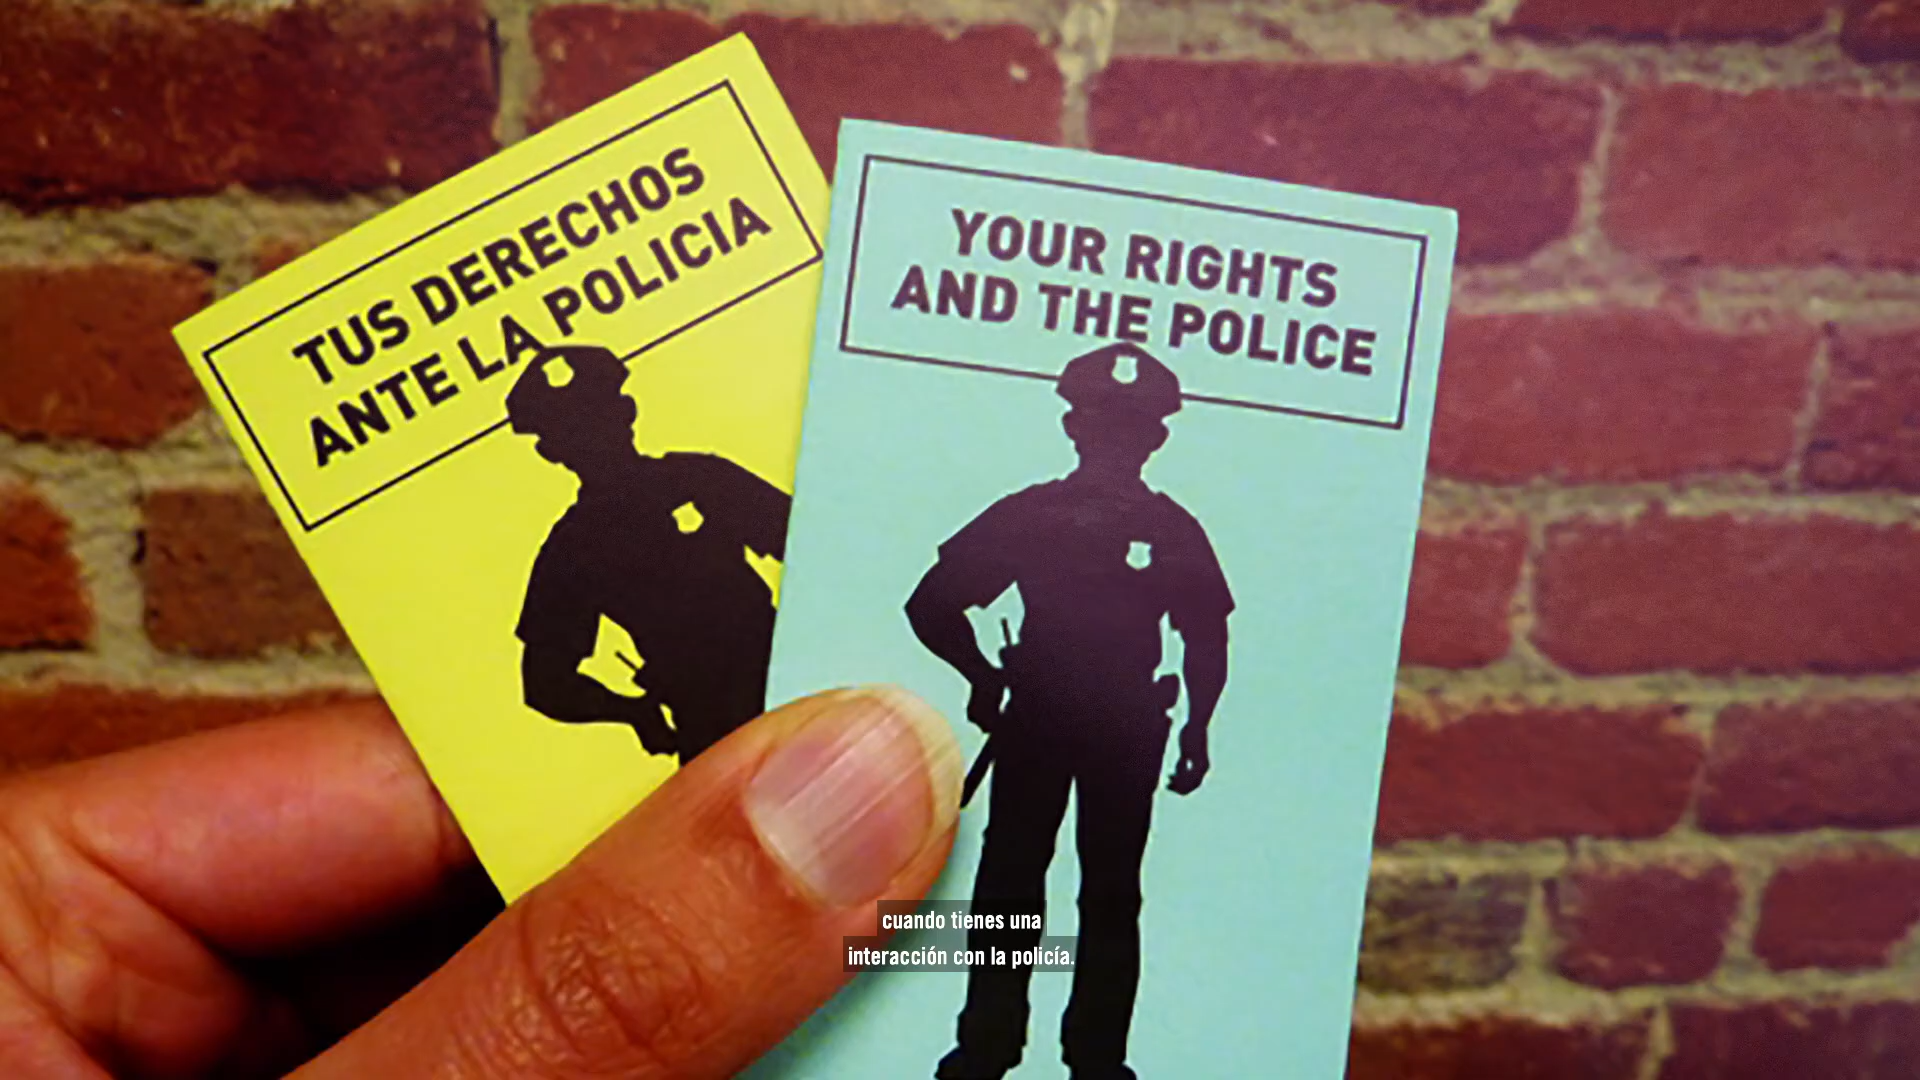 TUS DERECHOS
ANTE LA POLICIA
YOUR RIGHTS
AND THE POLICE
cuando tienes una
interacción con la policía.